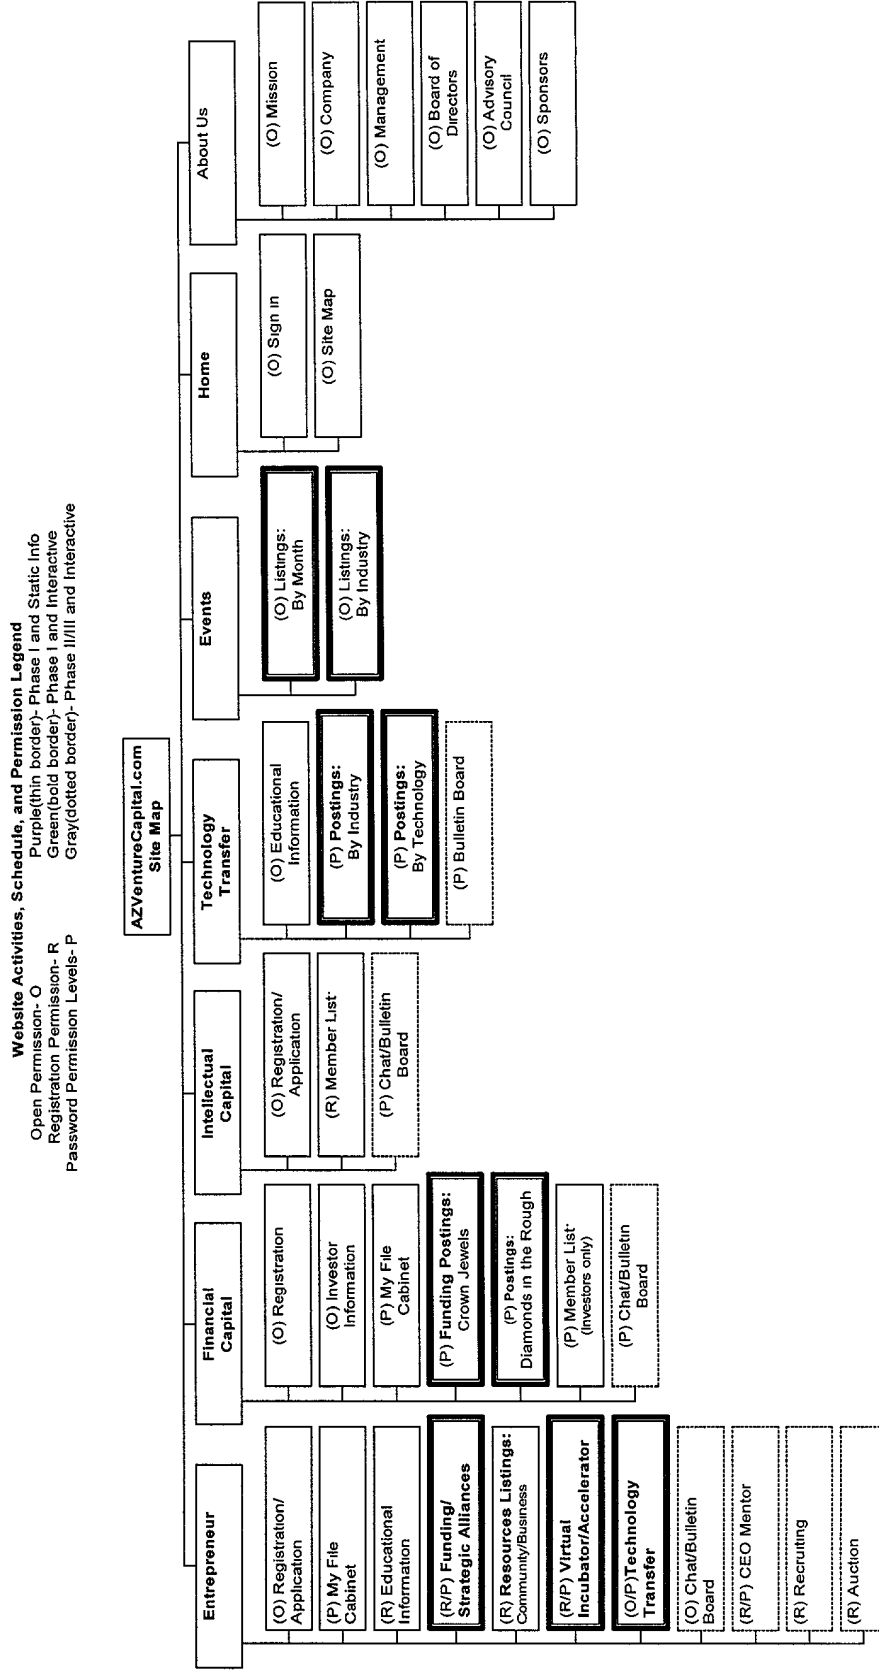 Website Activities, Schedule, and Permission Legend
Open Permission- O
Registration Permission- R
Password Permission Levels- P
Purple(thin border)- Phase I and Static Info
Green(bold border)- Phase I and Interactive
Gray(dotted border)- Phase II/III and Interactive
AZVentureCapital.com
Site Map
Entrepreneur
(O) Registration/
Application
(P) My File
Cabinet
(R) Educational
Information
(R/P) Funding/
Strategic Alliances
(R) Resources Listings:
Community/Business
(R/P) Virtual
Incubator/Accelerator
(O/P)Technology
Transfer
(O) Chat/Bulletin
Board
(R/P) CEO Mentor
(R) Recruiting
(R) Auction
Financial
Capital
(O) Registration
(O) Investor
Information
(P) My File
Cabinet
(P) Funding Postings:
Crown Jewels
(P) Postings:
Diamonds in the Rough
(P) Member List*
(Investors only)
(P) Chat/Bulletin
Board
Intellectual
Capital
(O) Registration/
Application
(R) Member List*
(P) Chat/Bulletin
Board
Technology
Transfer
(O) Educational
Information
(P) Postings:
By Industry
(P) Postings:
By Technology
(P) Bulletin Board
Events
(O) Listings:
By Month
(O) Listings:
By Industry
Home
(O) Sign in
(O) Site Map
About Us
(O) Mission
(O) Company
(O) Management
(O) Board of
Directors
(O) Advisory
Council
(O) Sponsors